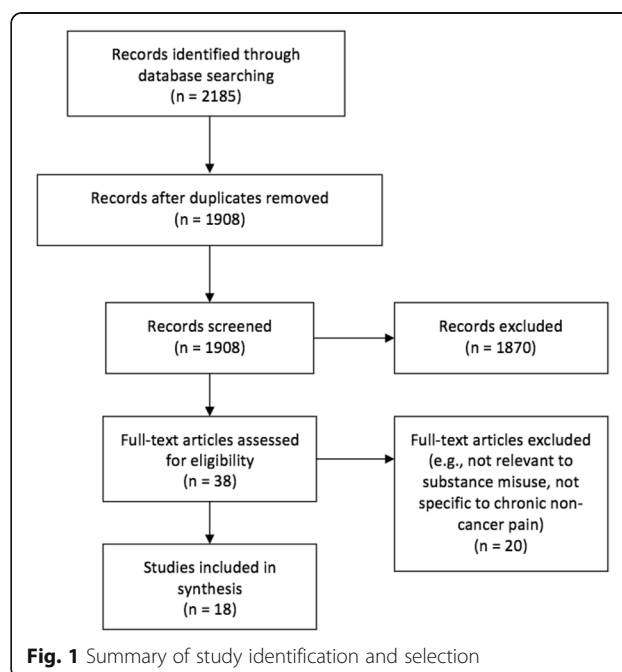 Records identified through
database searching
(n = 2185)
Records after duplicates removed
(n = 1908)
Records screened
(n = 1908)
Records excluded
(n = 1870)
Full-text articles assessed
for eligibility
(n = 38)
Full-text articles excluded
(e.g., not relevant to
substance misuse, not
specific to chronic non-
cancer pain)
(n = 20)
Studies included in
synthesis
(n = 18)
Fig. 1 Summary of study identification and selection